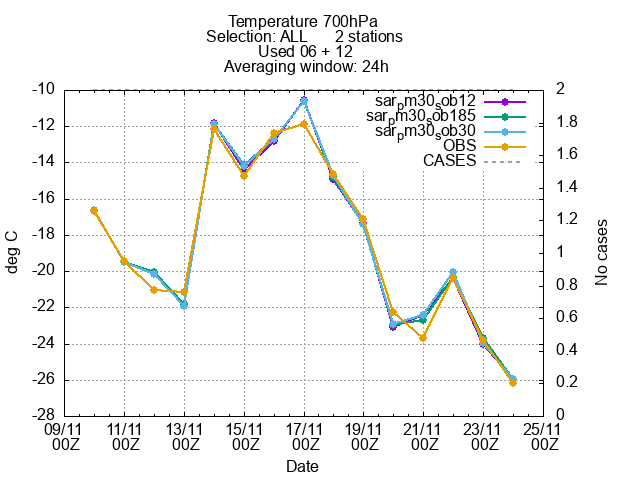 Temperature 700hPa
Selection: ALL 2 stations
Used 06 + 12
Averaging window: 24h
-10
-12
-14
-16
-18
-20
-22
-24
-26
-28
deg C
2
1.8
1.6
1.4
1.2
1
0.8
0.6
0.4
0.2
0
No cases
sarpm30sob12
sarpm30sob185
sarpm30sob30
OBS
CASES
09/11 11/11 13/11 15/11 17/11 19/11 21/11 23/11 25/11
00Z 00Z 00Z 00Z 00Z 00Z 00Z 00Z 00Z
Date